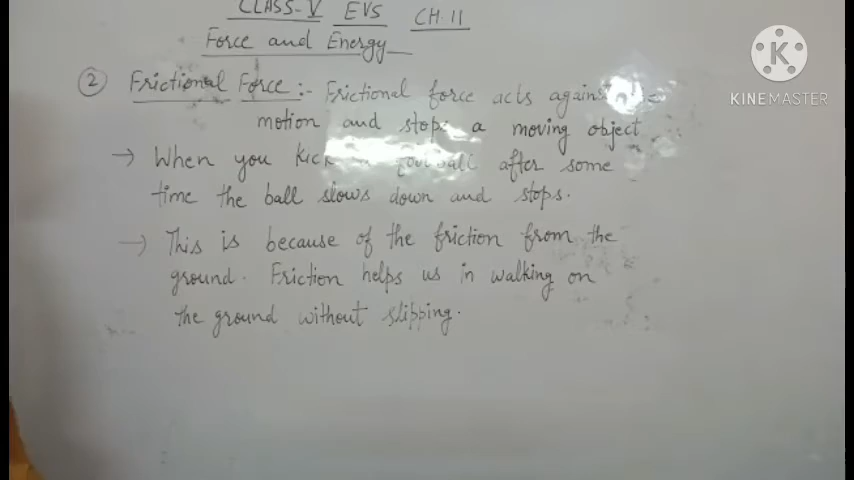 CLASS-V EVS CH.11
Force and Energy
② Frictional Force :- Frictional force acts against the
motion and stops a moving object
→ When you kick football after some
time the ball slows down and stops.
→ This is because of the friction from the
ground. Friction helps us in walking on
the ground without slipping.
K
KINEMASTER